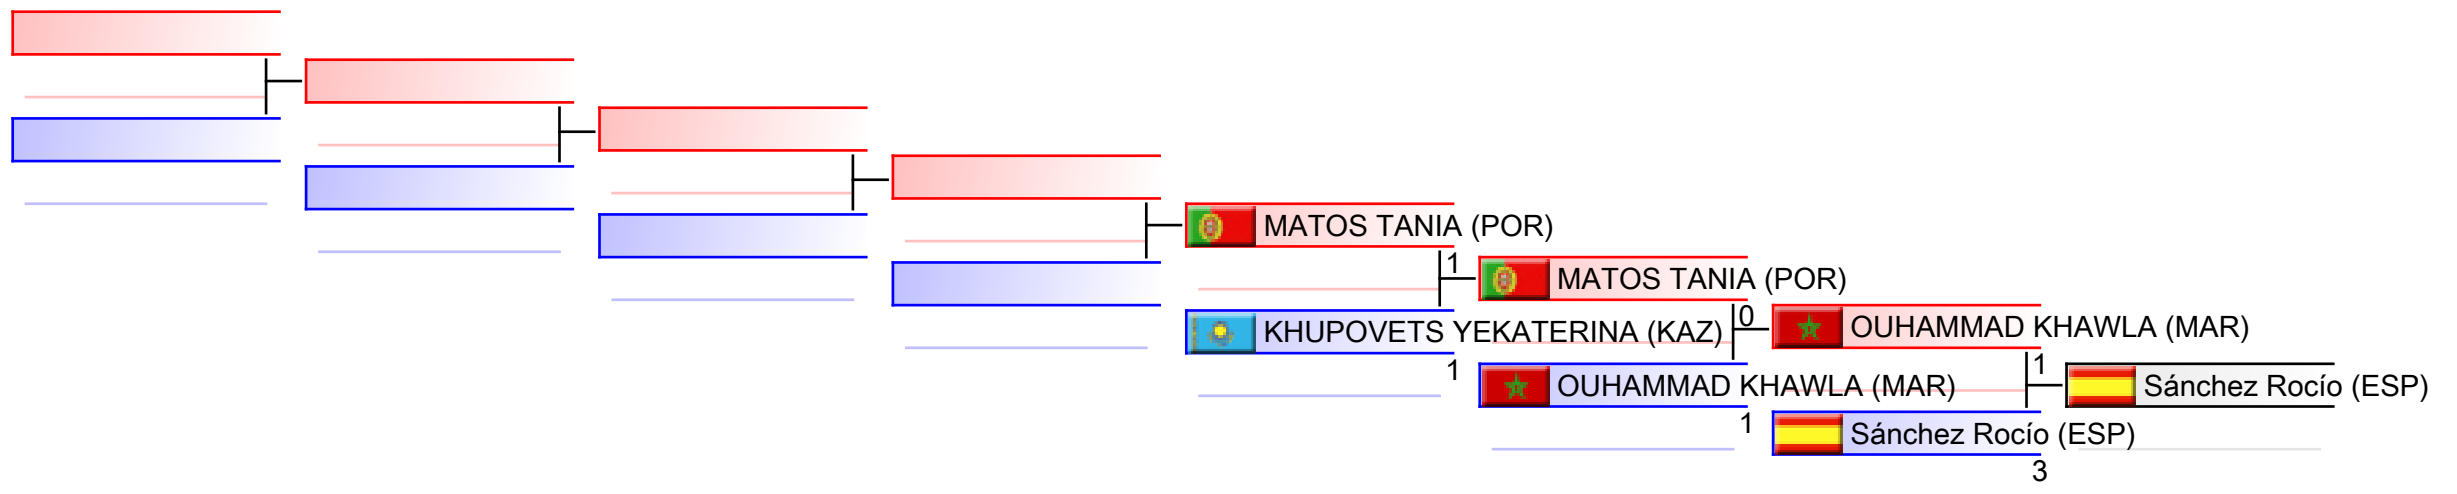 MATOS TANIA (POR)
1
MATOS TANIA (POR)
KHUPOVETS YEKATERINA (KAZ)
1
0
OUHAMMAD KHAWLA (MAR)
OUHAMMAD KHAWLA (MAR)
1
1
Sánchez Rocío (ESP)
Sánchez Rocío (ESP)
3